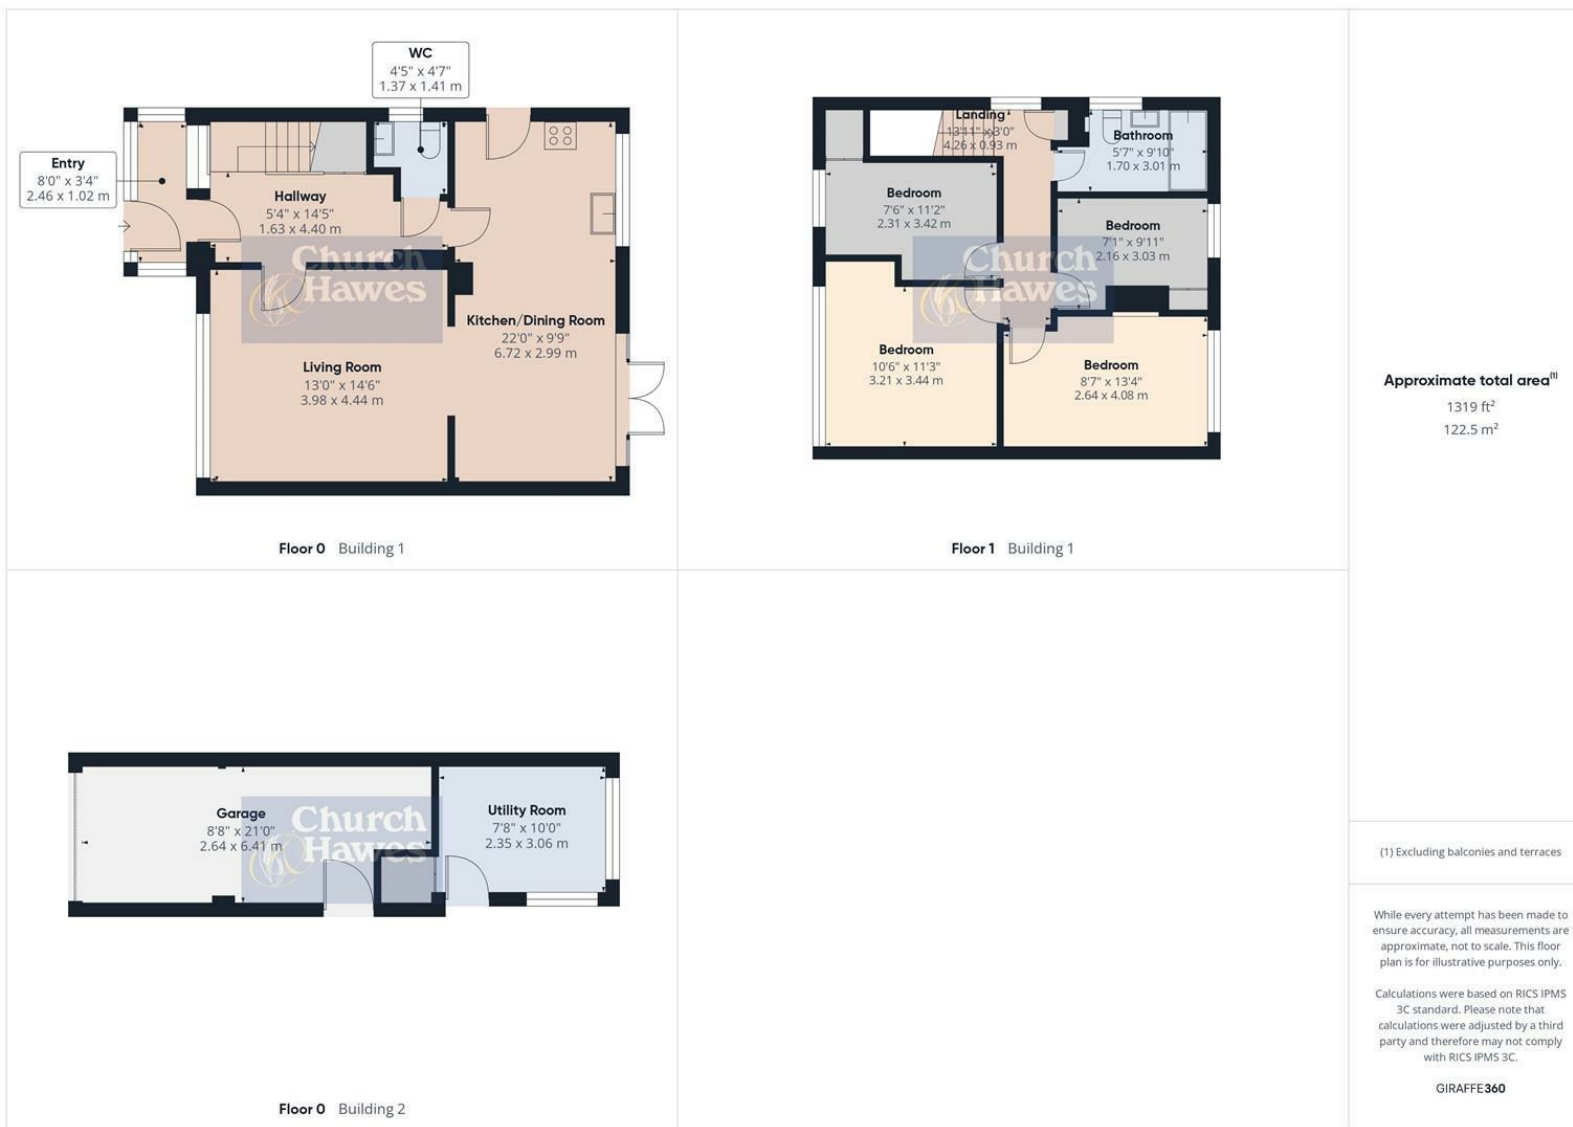 WC
4'5" x 4'7"
1.37 x 1.41 m
Entry
8'0" x 3'4"
2.46 x 1.02 m
Hallway
5'4" x 14'5"
1.63 x 4.40 m
Church
Hawes
Kitchen/Dining Room
22'0" x 9'9"
6.72 x 2.99 m
Living Room
13'0" x 14'6"
3.98 x 4.44 m
Floor 0 Building 1
Landing
13'11" x 3'0"
4.26 x 0.93 m
Bathroom
5'7" x 9'10"
1.70 x 3.01 m
Bedroom
7'6" x 11'2"
2.31 x 3.42 m
Bedroom
7'1" x 9'11"
2.16 x 3.03 m
Church
Hawes
Bedroom
10'6" x 11'3"
3.21 x 3.44 m
Bedroom
8'7" x 13'4"
2.64 x 4.08 m
Floor 1 Building 1
Approximate total area(1)
1319 ft²
122.5 m²
Garage
8'8" x 21'0"
2.64 x 6.41 m
Church
Hawes
Utility Room
7'8" x 10'0"
2.35 x 3.06 m
Floor 0 Building 2
(1) Excluding balconies and terraces
While every attempt has been made to
ensure accuracy, all measurements are
approximate, not to scale. This floor
plan is for illustrative purposes only.
Calculations were based on RICS IPMS
3C standard. Please note that
calculations were adjusted by a third
party and therefore may not comply
with RICS IPMS 3C.
GIRAFFE360